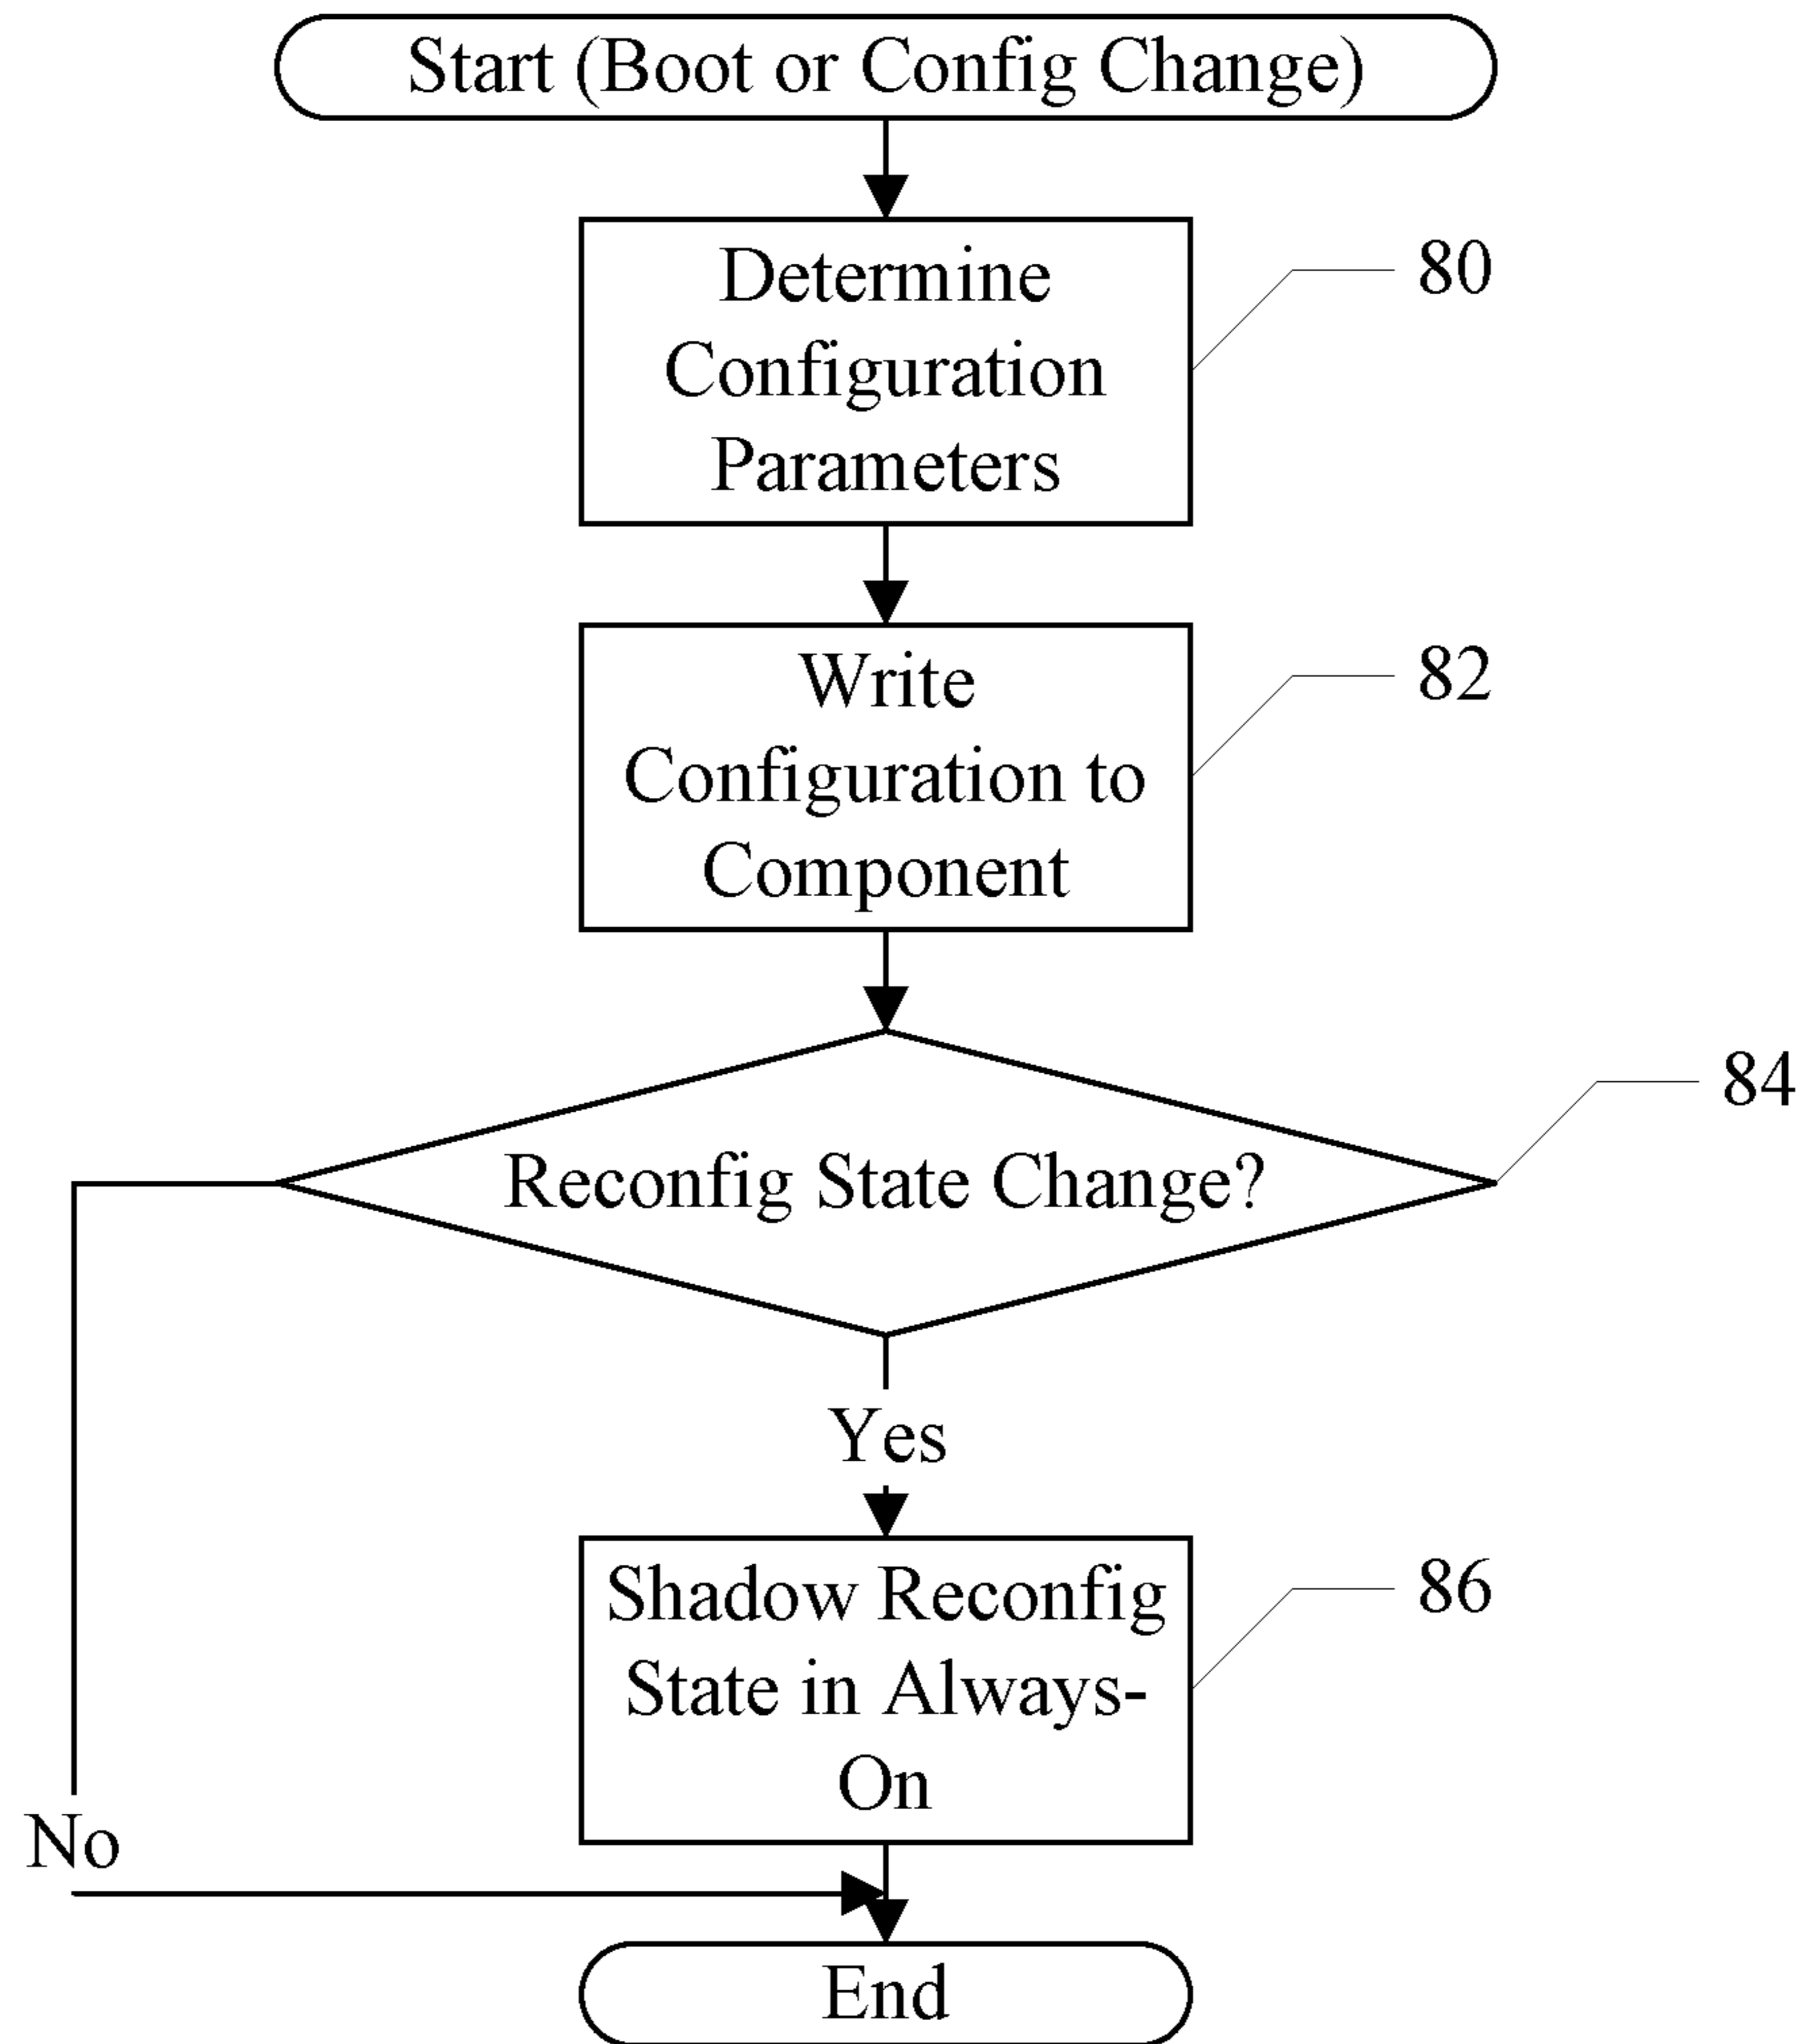 Start (Boot or Config Change)
Determine
Configuration
Parameters
80
Write
Configuration to
Component
82
84
Reconfig State Change?
Yes
Shadow Reconfig
State in Always-
On
86
No
End